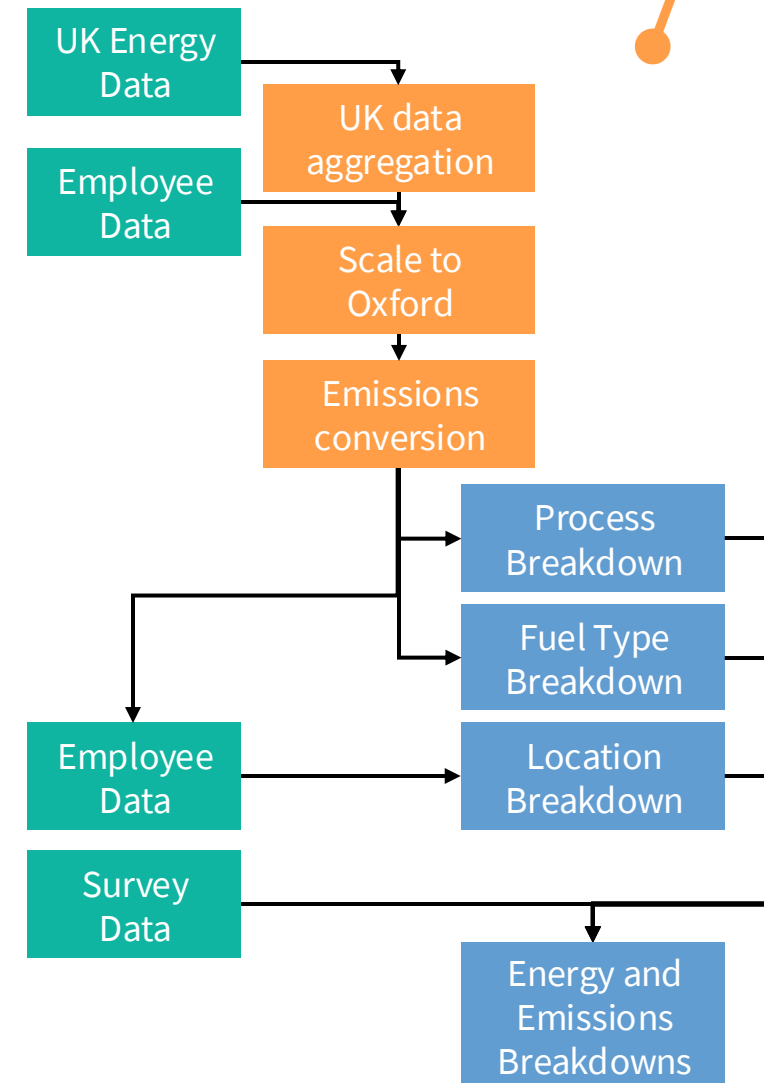 UK Energy
Data
UK data
aggregation
Employee
Data
Scale to
Oxford
Emissions
conversion
Process
Breakdown
Fuel Type
Breakdown
Employee
Data
Location
Breakdown
Survey
Data
Energy and
Emissions
Breakdowns